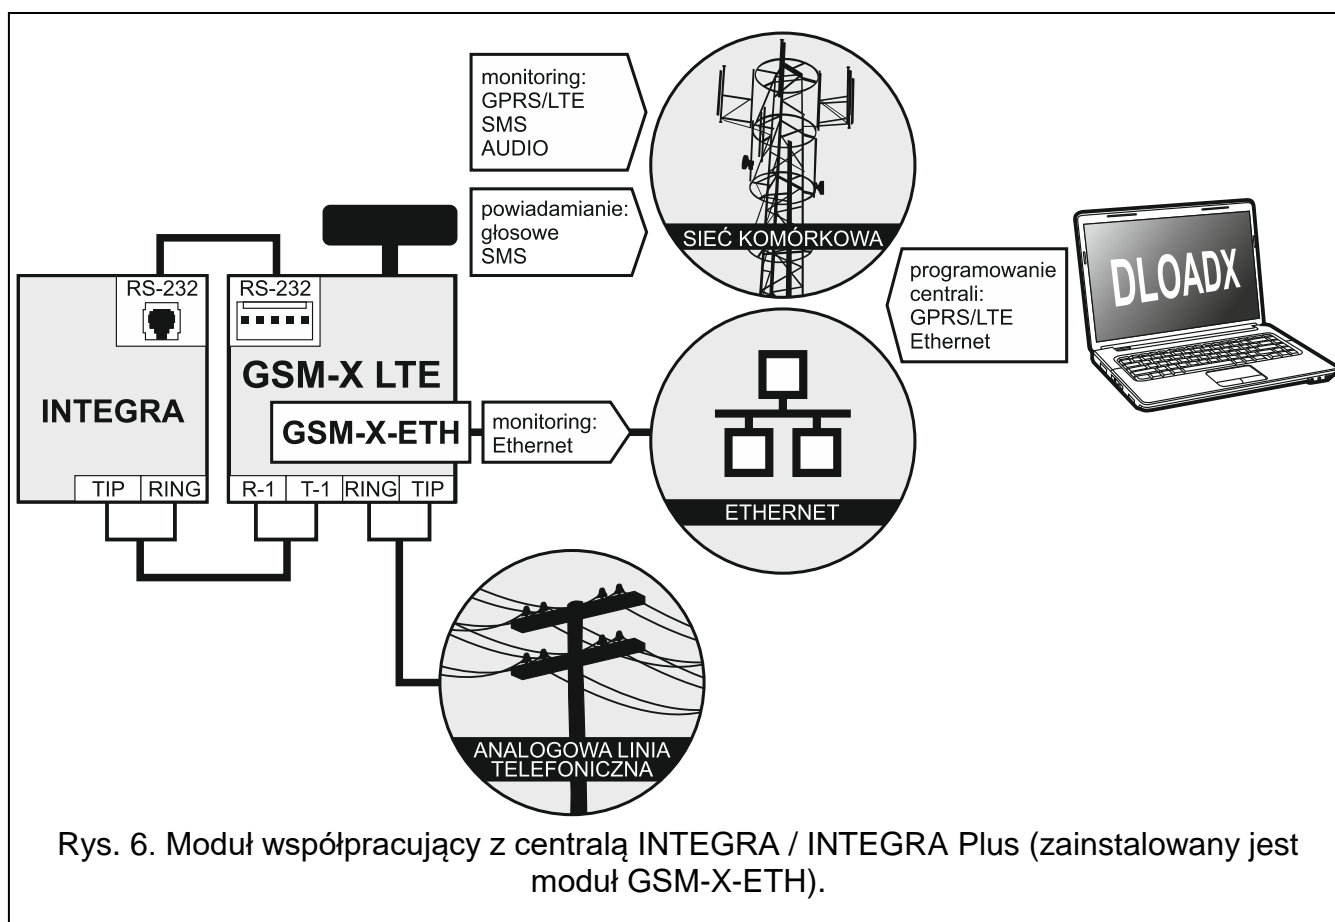 monitoring:
GPRS/LTE
SMS
AUDIO
powiadamianie:
głosowe
SMS
SIEĆ KOMÓRKOWA
programowanie
centrali:
GPRS/LTE
Ethernet
DLOADX
RS-232
RS-232
INTEGRA
GSM-X LTE
GSM-X-ETH
monitoring:
Ethernet
TIP RING
R-1 T-1 RING TIP
ETHERNET
ANALOGOWA LINIA
TELEFONICZNA
Rys. 6. Moduł współpracujący z centralą INTEGRA / INTEGRA Plus (zainstalowany jest
moduł GSM-X-ETH).